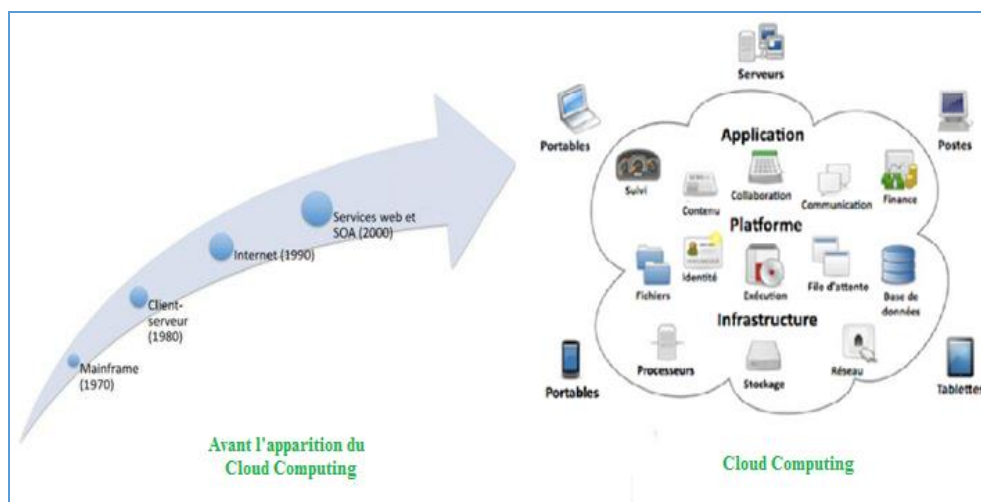 Mainframe
(1970)
Client-
serveur
(1980)
Internet (1990)
Services web et
SOA (2000)
Avant l'apparition du
Cloud Computing
Serveurs
Portables
Postes
Application
Suivi
Contenu
Collaboration
Communication
Finance
Platforme
Fichiers
Identité
Exécution
File d'attente
Base de
données
Infrastructure
Processeurs
Stockage
Réseau
Portables
Tablettes
Cloud Computing